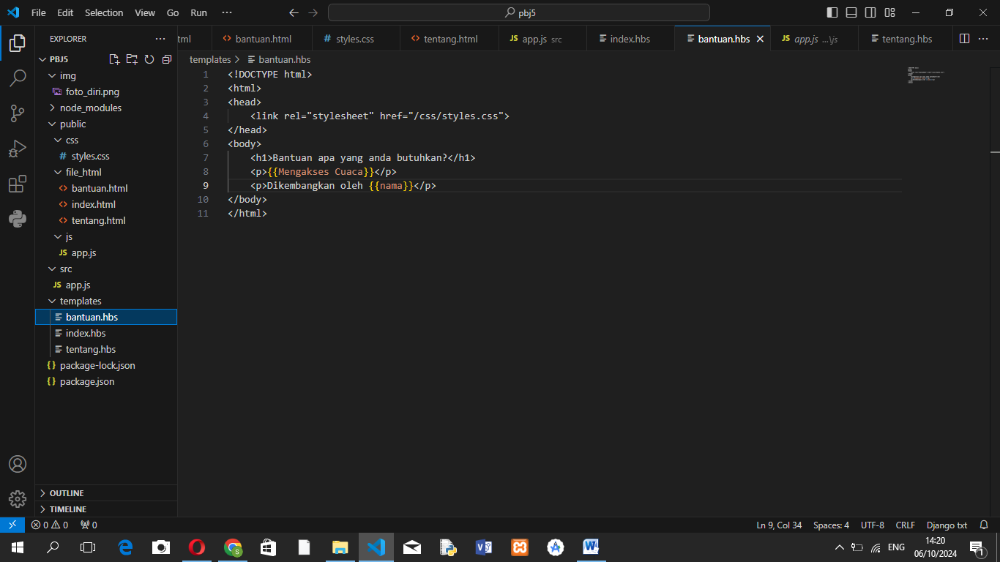 File Edit Selection View Go Run ··· pbj5
EXPLORER ···
tml bantuan.html # styles.css tentang.html JS app.js src index.hbs bantuan.hbs JS app.js ...\js tentang.hbs ···
PBJ5
templates > bantuan.hbs
img
foto_diri.png
node_modules
public
css
# styles.css
file_html
bantuan.html
index.html
tentang.html
js
JS app.js
src
JS app.js
templates
bantuan.hbs
index.hbs
tentang.hbs
{} package-lock.json
{} package.json
OUTLINE
TIMELINE
1 <!DOCTYPE html>
2 <html>
3 <head>
4 <link rel="stylesheet" href="/css/styles.css">
5 </head>
6 <body>
7 <h1>Bantuan apa yang anda butuhkan?</h1>
8 <p>{{Mengakses Cuaca}}</p>
9 <p>Dikembangkan oleh {{nama}}</p>
10 </body>
11 </html>
0 0 0 Ln 9, Col 34 Spaces: 4 UTF-8 CRLF Django txt
ENG 14:20
06/10/2024 1